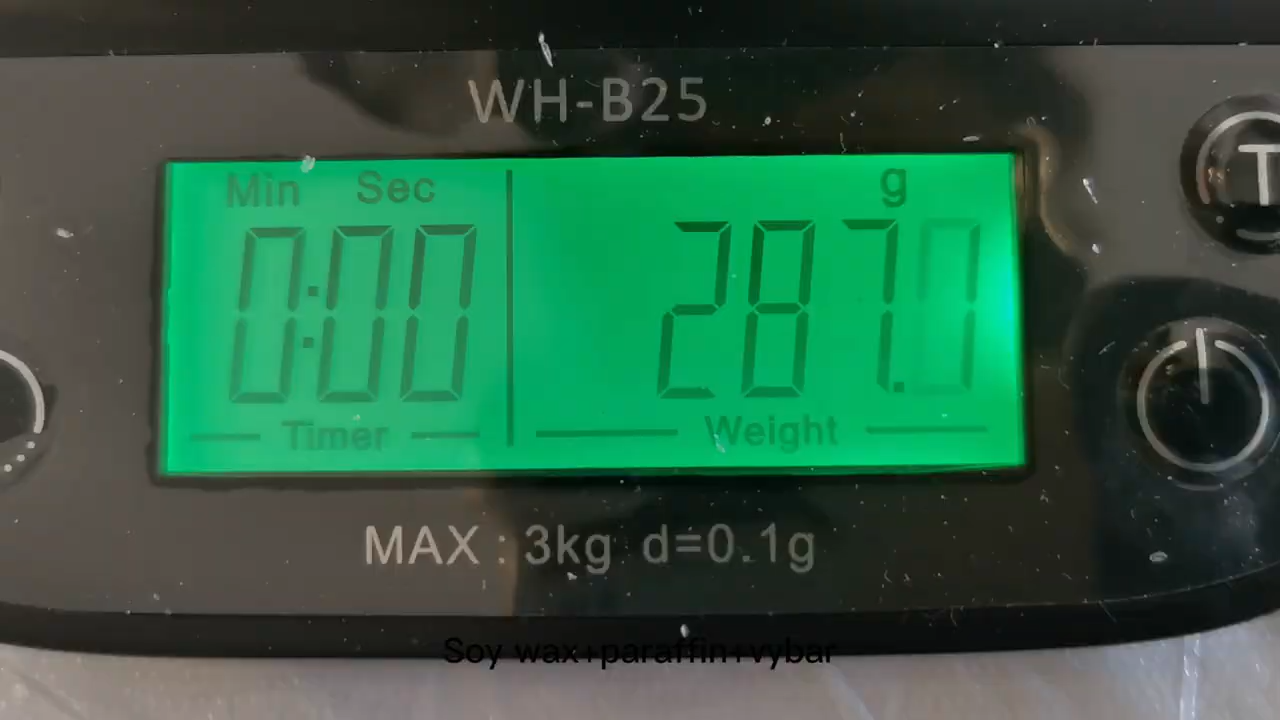 WH-B25
Min Sec g
0:00 287.0
Timer Weight
T
MAX : 3kg d=0.1g
Soy wax+paraffin+vybar